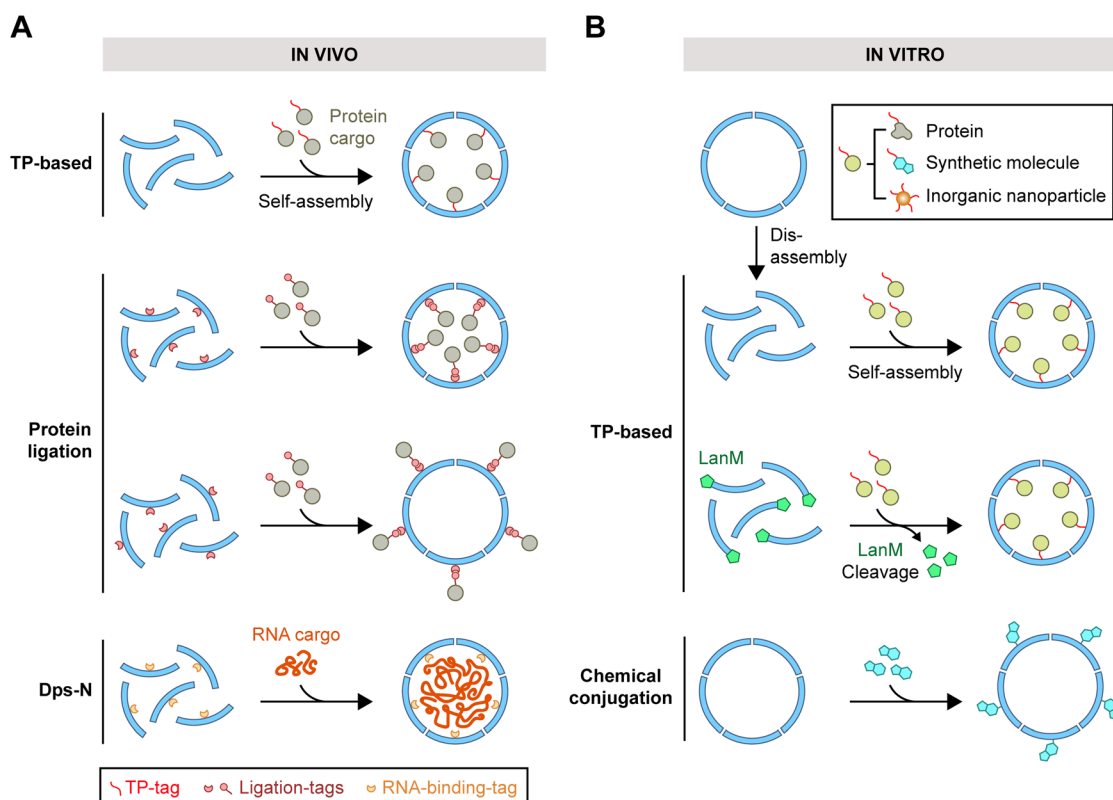 A
IN VIVO
TP-based
Protein
cargo
Self-assembly
Protein
ligation
RNA cargo
Dps-N
TP-tag
Ligation-tags
RNA-binding-tag
B
IN VITRO
Protein
Synthetic molecule
Inorganic nanoparticle
Dis-
assembly
Self-assembly
TP-based
LanM
LanM
Cleavage
Chemical
conjugation